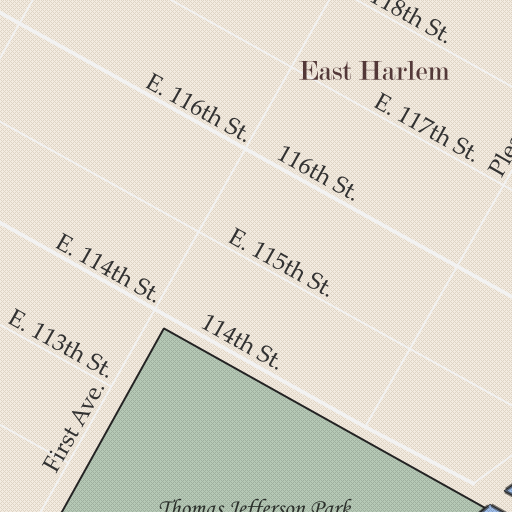 118th St.
East Harlem
E. 116th St.
E. 117th St.
116th St.
E. 115th St.
E. 114th St.
E. 113th St.
114th St.
First Ave.
Thomas Jefferson Park